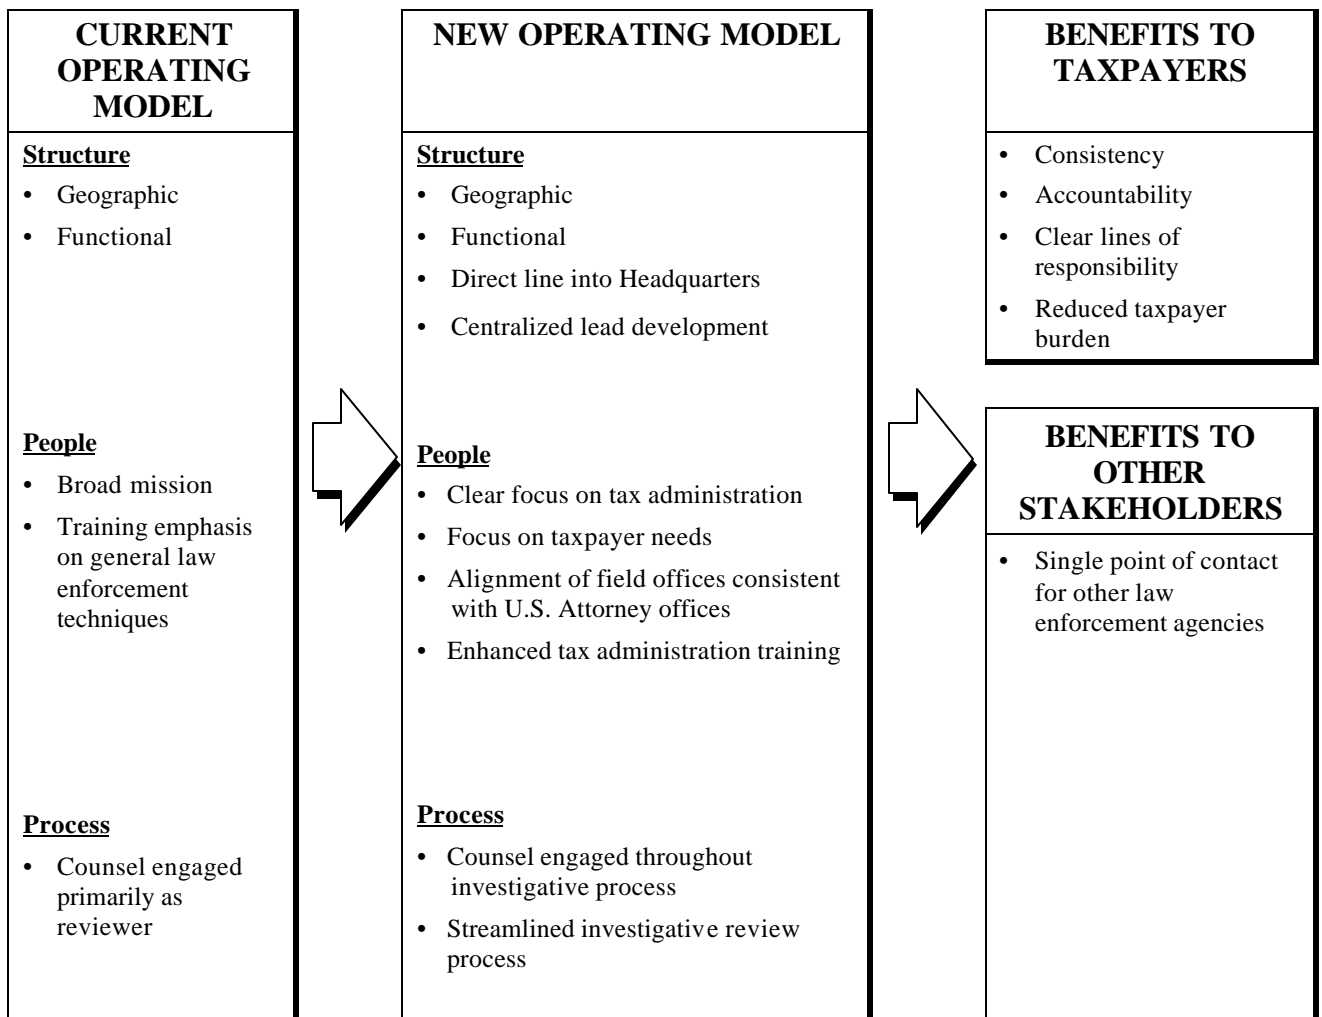 CURRENT
OPERATING
MODEL
Structure
• Geographic
• Functional
People
• Broad mission
• Training emphasis
on general law
enforcement
techniques
Process
• Counsel engaged
primarily as
reviewer
NEW OPERATING MODEL
Structure
• Geographic
• Functional
• Direct line into Headquarters
• Centralized lead development
People
• Clear focus on tax administration
• Focus on taxpayer needs
• Alignment of field offices consistent
with U.S. Attorney offices
• Enhanced tax administration training
Process
• Counsel engaged throughout
investigative process
• Streamlined investigative review
process
BENEFITS TO
TAXPAYERS
• Consistency
• Accountability
• Clear lines of
responsibility
• Reduced taxpayer
burden
BENEFITS TO
OTHER
STAKEHOLDERS
• Single point of contact
for other law
enforcement agencies